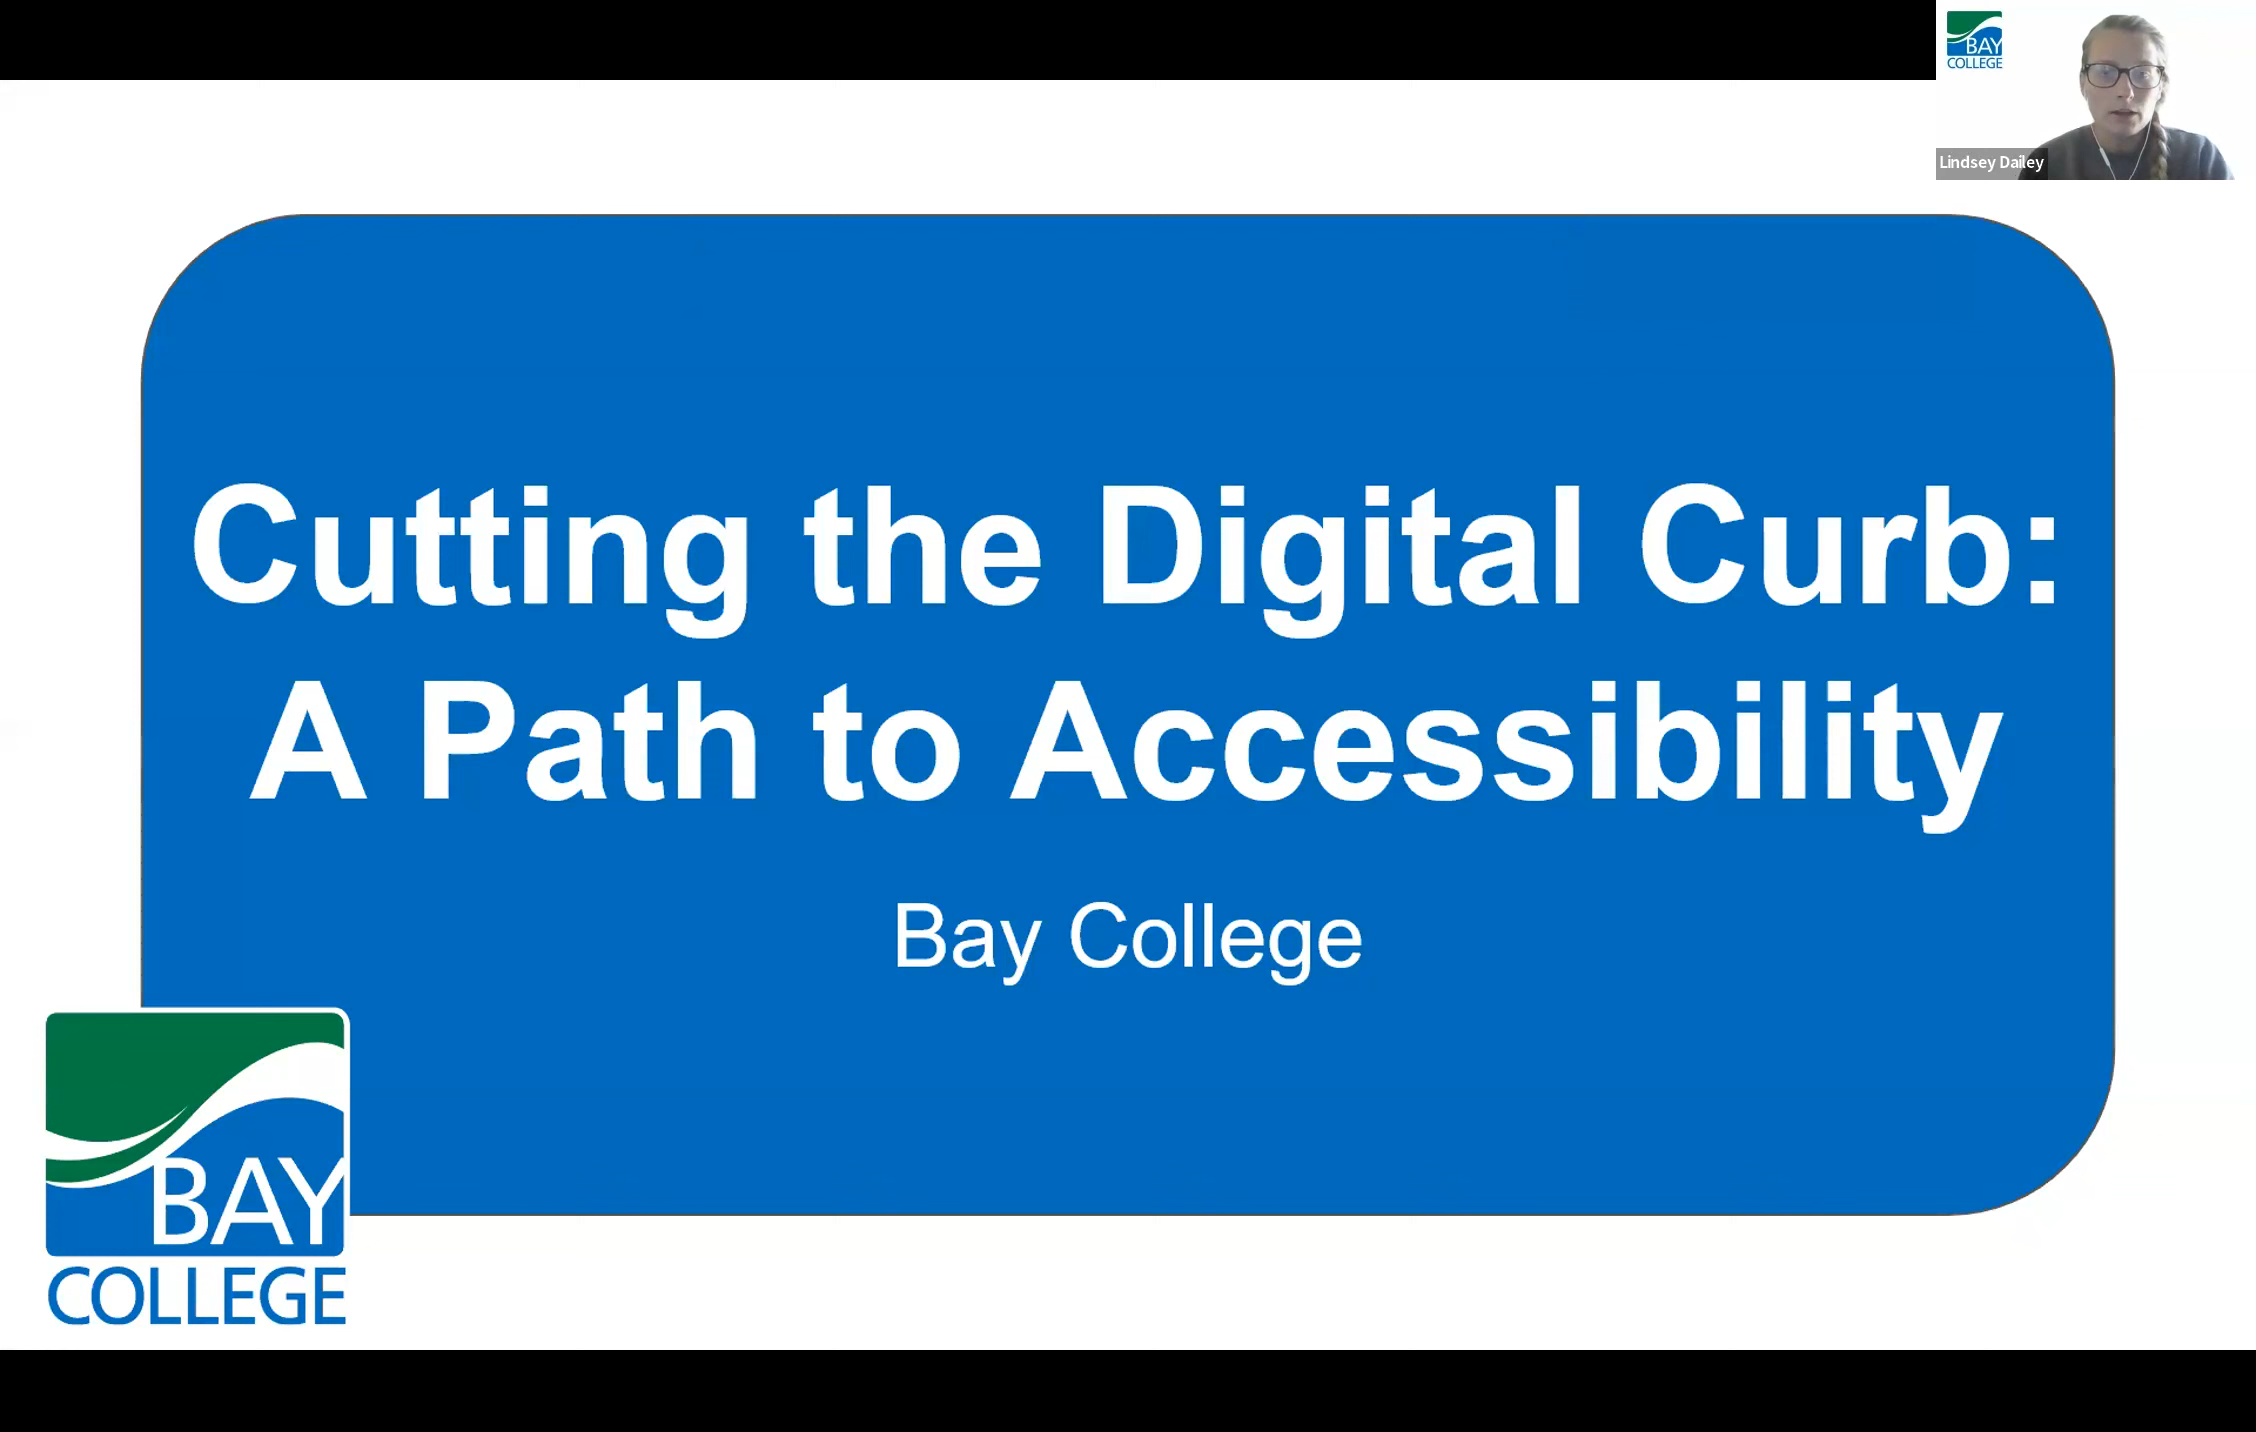 BAY
COLLEGE
Lindsey Dailey
Cutting the Digital Curb:
A Path to Accessibility
Bay College
BAY
COLLEGE